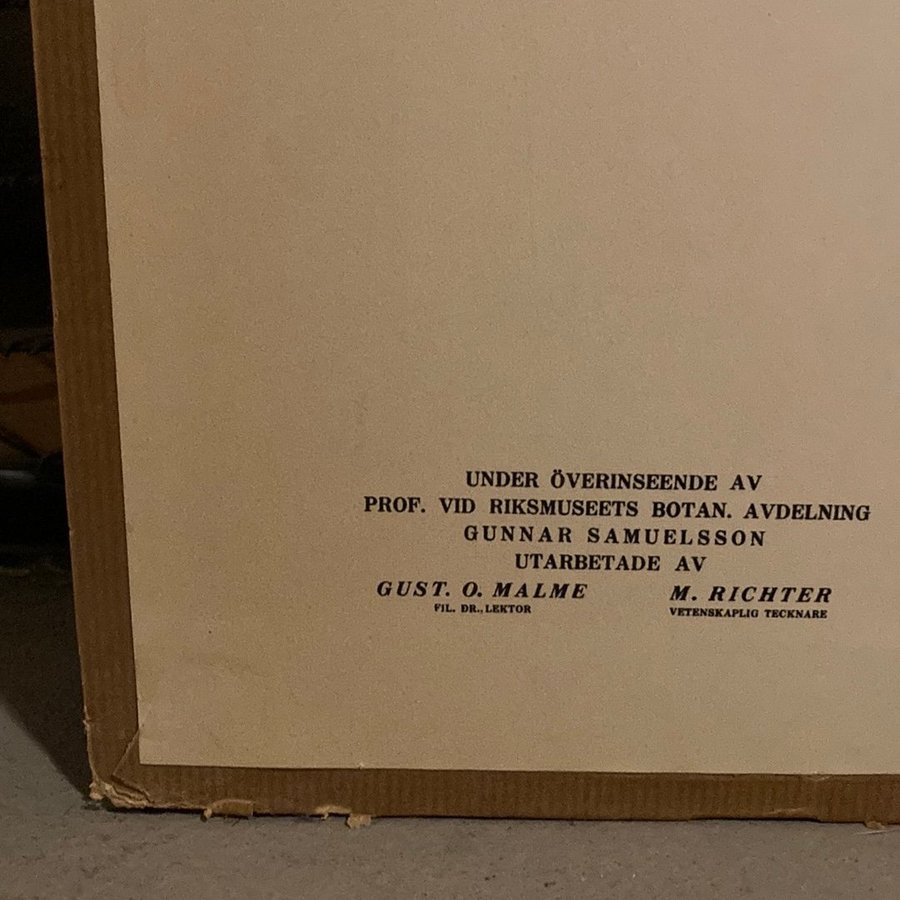 UNDER ÖVERINSEENDE AV
PROF. VID RIKSMUSEETS BOTAN. AVDELNING
GUNNAR SAMUELSSON
UTARBETADE AV
GUST. O. MALME M. RICHTER
FIL. DR., LEKTOR VETENSKAPLIG TECKNARE